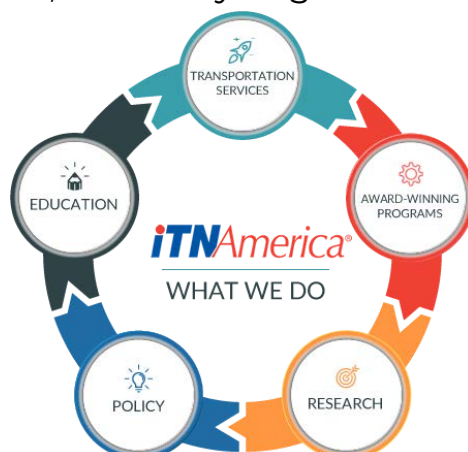 TRANSPORTATION
SERVICES
AWARD-WINNING
PROGRAMS
EDUCATION
iTNAmerica®
WHAT WE DO
POLICY
RESEARCH